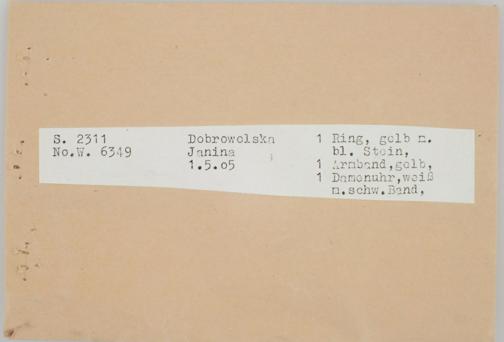 S. 2311
No.W. 6349
Dobrowolska
Janina
1.5.05
1 Ring, gelb m.
bl. Stein,
1 Armband,gelb,
1 Damenuhr,weiß
m.schw.Band,